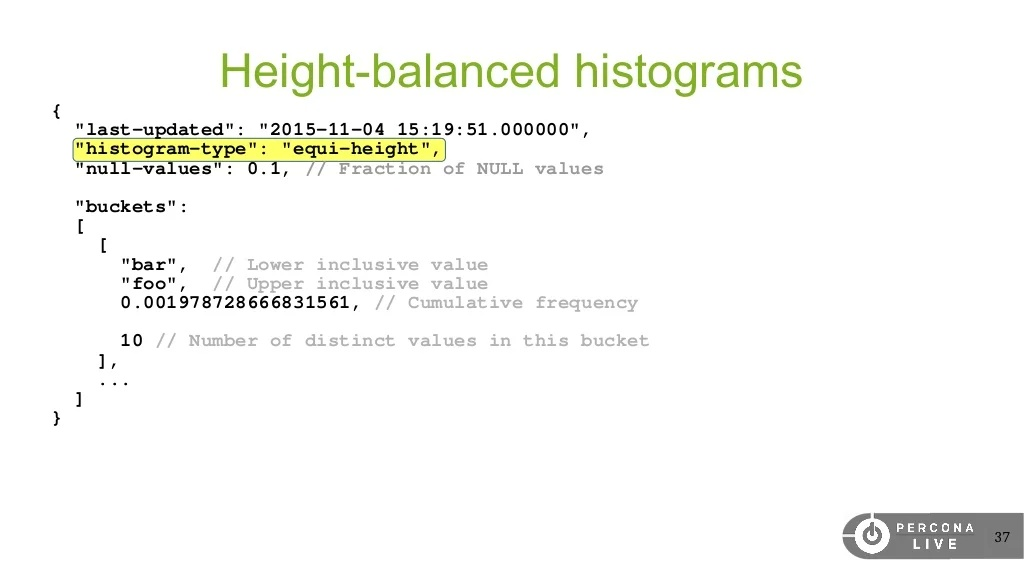 Height-balanced histograms
{
"last-updated": "2015-11-04 15:19:51.000000",
"histogram-type": "equi-height",
"null-values": 0.1, // Fraction of NULL values
"buckets":
[
[
"bar", // Lower inclusive value
"foo", // Upper inclusive value
0.001978728666831561, // Cumulative frequency
10 // Number of distinct values in this bucket
],
...
]
}
PERCONA
LIVE
37